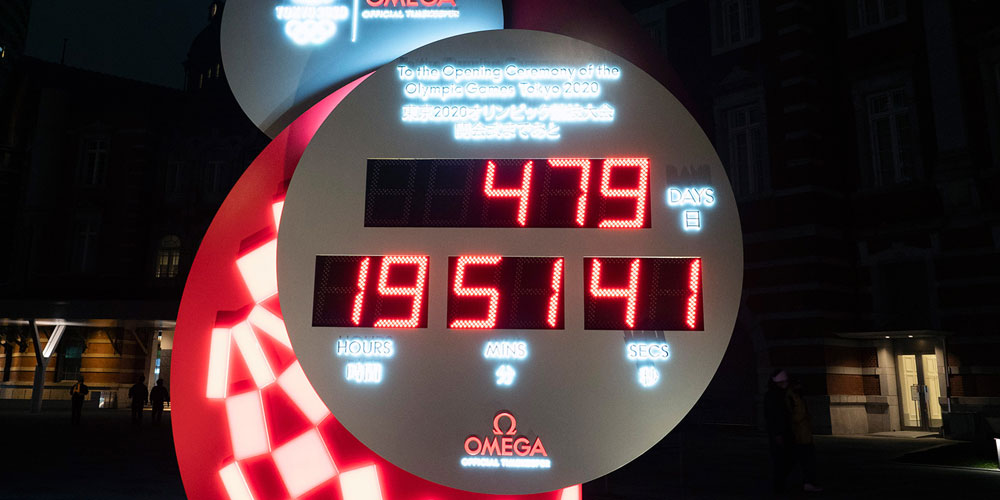 OMEGA
OFFICIAL TIMEKEEPER
To the Opening Ceremony of the
Olympic Games Tokyo 2020
東京2020オリンピック競技大会
開会式まであと
479
DAYS
日
19 51 41
HOURS MINS SECS
時間 分 秒
Ω
OMEGA
OFFICIAL TIMEKEEPER